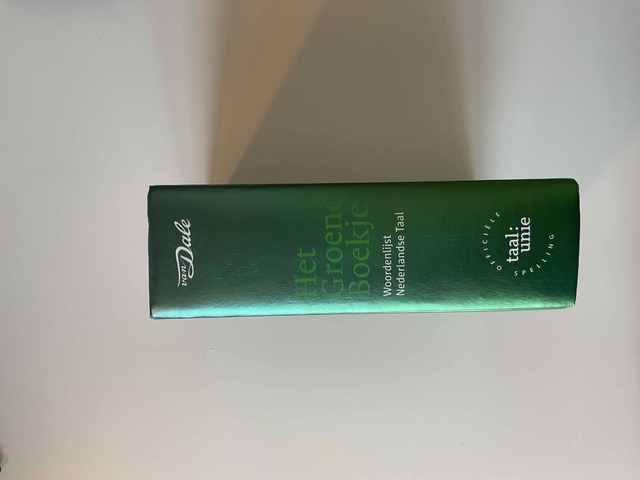 van Dale
Het
Groene
Boekje
Woordenlijst
Nederlandse Taal
OFFICIËLE
taal:
unie
SPELLING